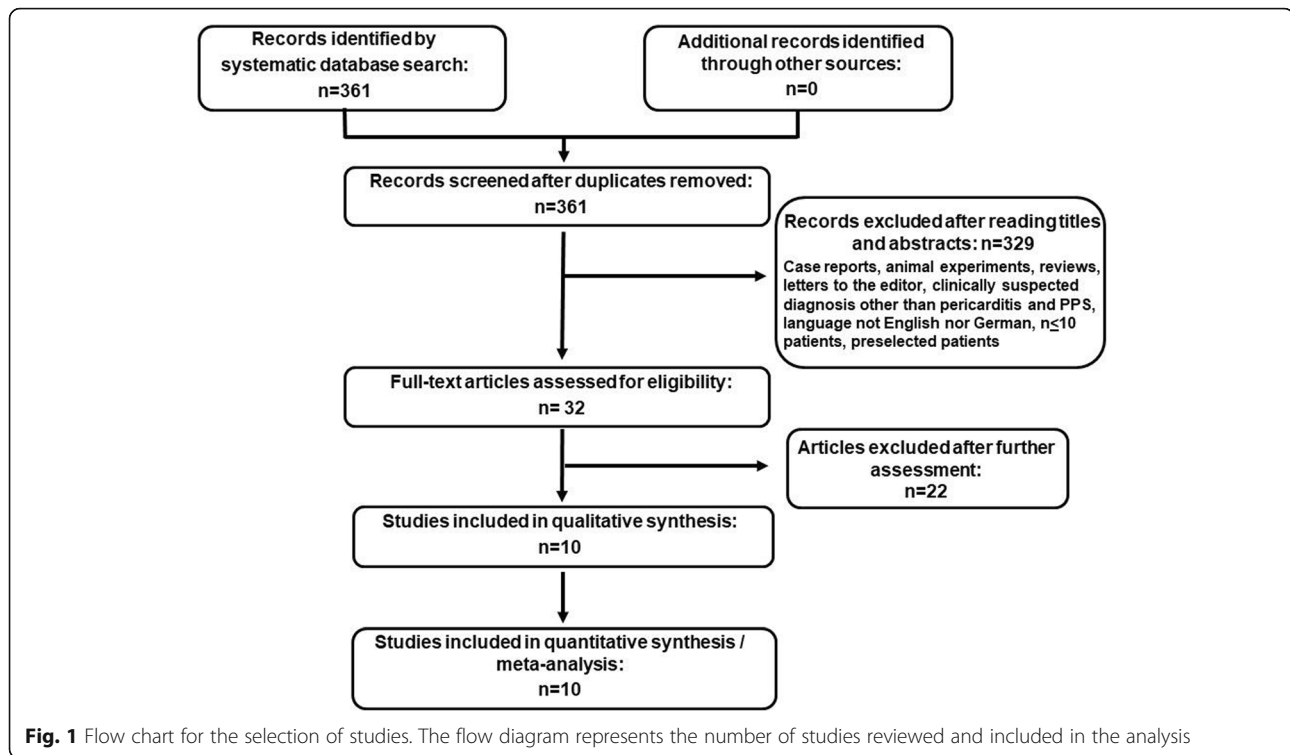 Records identified by
systematic database search:
n=361
Additional records identified
through other sources:
n=0
Records screened after duplicates removed:
n=361
Records excluded after reading titles
and abstracts: n=329
Case reports, animal experiments, reviews,
letters to the editor, clinically suspected
diagnosis other than pericarditis and PPS,
language not English nor German, n≤10
patients, preselected patients
Full-text articles assessed for eligibility:
n= 32
Articles excluded after further
assessment:
n=22
Studies included in qualitative synthesis:
n=10
Studies included in quantitative synthesis /
meta-analysis:
n=10
Fig. 1 Flow chart for the selection of studies. The flow diagram represents the number of studies reviewed and included in the analysis